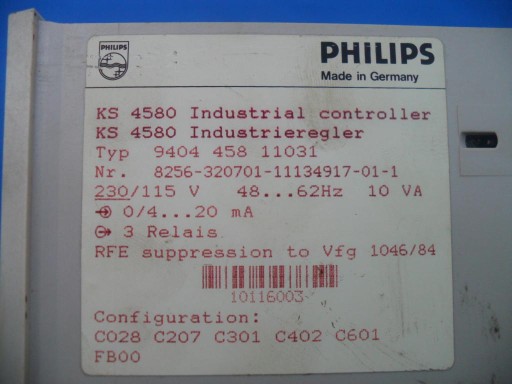 PHILIPS
PHILIPS
Made in Germany
KS 4580 Industrial controller
KS 4580 Industrieregler
Typ 9404 458 11031
Nr. 8256-320701-11134917-01-1
230/115 V 48...62Hz 10 VA
0/4...20 mA
3 Relais
RFE suppression to Vfg 1046/84
10116003
Configuration:
C028 C207 C301 C402 C601
FB00